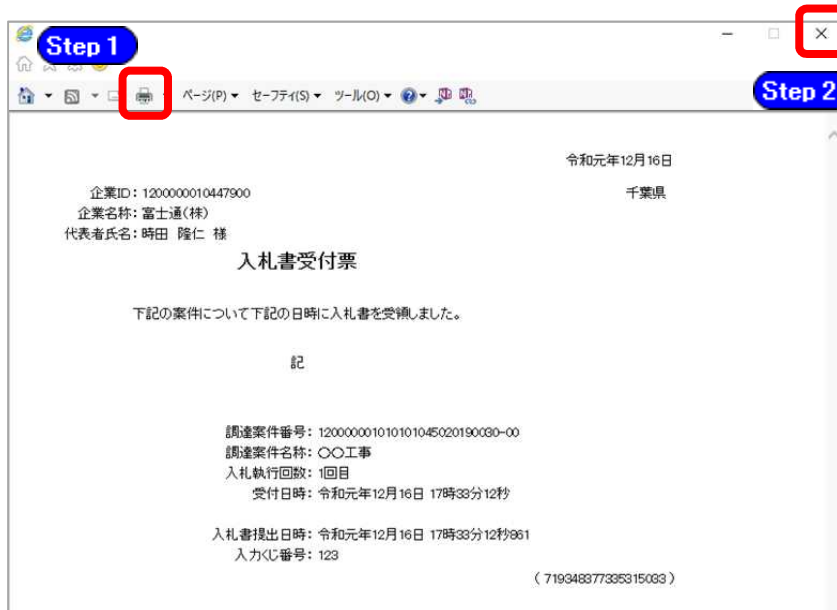 Step 1
Step 2
ページ(P) セーフティ(S) ツール(O)
令和元年12月16日
企業ID: 1200000010447900
千葉県
企業名称: 富士通(株)
代表者氏名: 時田 隆仁 様
入札書受付票
下記の案件について下記の日時に入札書を受領しました。
記
調達案件番号: 1200000010101010450201900​30-00
調達案件名称: 〇〇工事
入札執行回数: 1回目
受付日時: 令和元年12月16日 17時33分12秒
入札書提出日時: 令和元年12月16日 17時33分12秒861
入力くじ番号: 123
( 719348377335315033 )